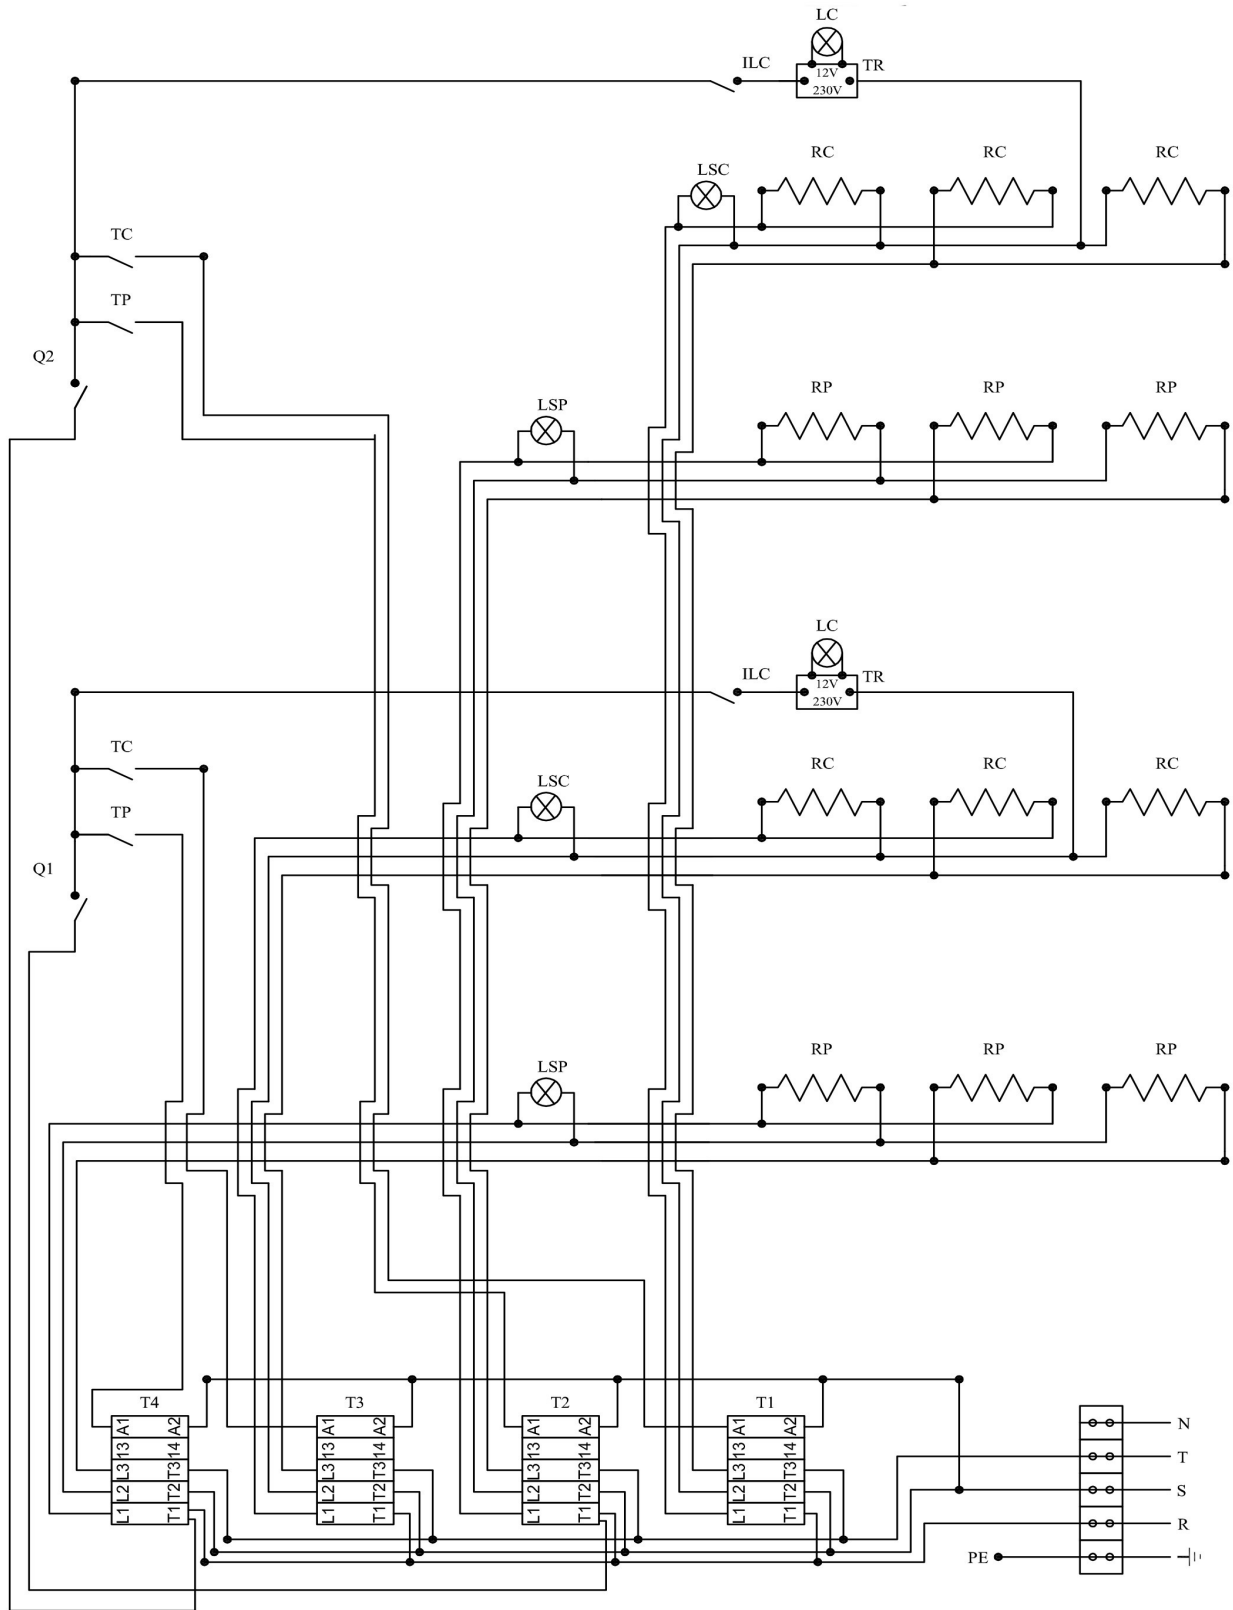 LC
ILC
12V
TR
230V
LSC
RC
RC
RC
TC
TP
Q2
LSP
RP
RP
RP
LC
ILC
12V
TR
230V
TC
LSC
RC
RC
RC
TP
Q1
LSP
RP
RP
RP
T4
T3
T2
T1
A1 A2
A1 A2
A1 A2
A1 A2
N
13 14
13 14
13 14
13 14
T
L3 T3
L3 T3
L3 T3
L3 T3
L2 T2
L2 T2
L2 T2
L2 T2
S
L1 T1
L1 T1
L1 T1
L1 T1
R
PE